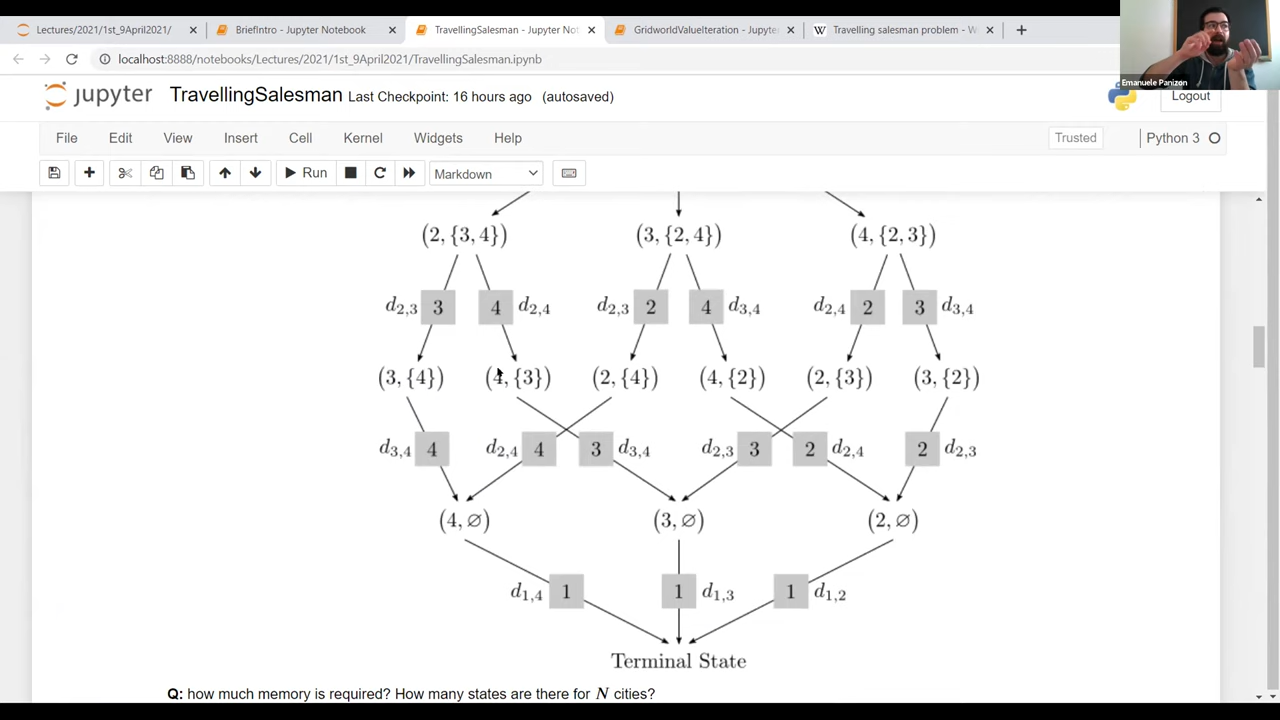 Lectures/2021/1st_9April2021/ BriefIntro - Jupyter Notebook TravellingSalesman - Jupyter Not GridworldValueIteration - Jupyter Travelling salesman problem - W
localhost:8888/notebooks/Lectures/2021/1st_9April2021/TravellingSalesman.ipynb
Emanuele Panizon
jupyter TravellingSalesman Last Checkpoint: 16 hours ago (autosaved) Logout
File Edit View Insert Cell Kernel Widgets Help Trusted Python 3
Run Markdown
(2, {3, 4}) (3, {2, 4}) (4, {2, 3})
d2,3 3 4 d2,4 d2,3 2 4 d3,4 d2,4 2 3 d3,4
(3, {4}) (4, {3}) (2, {4}) (4, {2}) (2, {3}) (3, {2})
d3,4 4 d2,4 4 3 d3,4 d2,3 3 2 d2,4 2 d2,3
(4, ∅) (3, ∅) (2, ∅)
d1,4 1 1 d1,3 1 d1,2
Terminal State
Q: how much memory is required? How many states are there for N cities?